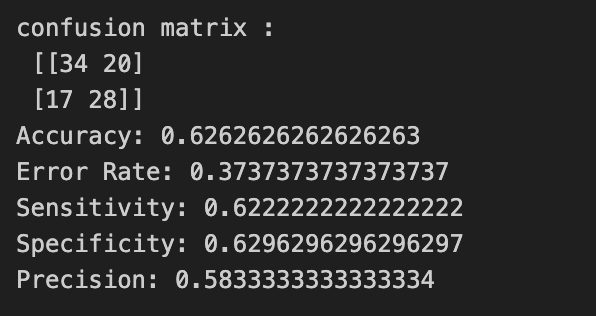 confusion matrix :
[[34 20]
[17 28]]
Accuracy: 0.6262626262626263
Error Rate: 0.3737373737373737
Sensitivity: 0.6222222222222222
Specificity: 0.6296296296296297
Precision: 0.5833333333333334